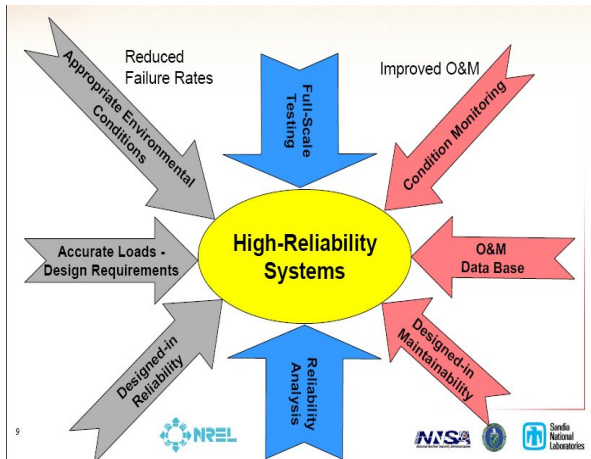 Reduced
Failure Rates
Improved O&M
Appropriate Environmental
Conditions
Full-Scale
Testing
Condition Monitoring
Accurate Loads -
Design Requirements
High-Reliability
Systems
O&M
Data Base
Designed-in
Reliability
Reliability
Analysis
Designed-in
Maintainability
9
NREL
NNSA
Sandia
National
Laboratories